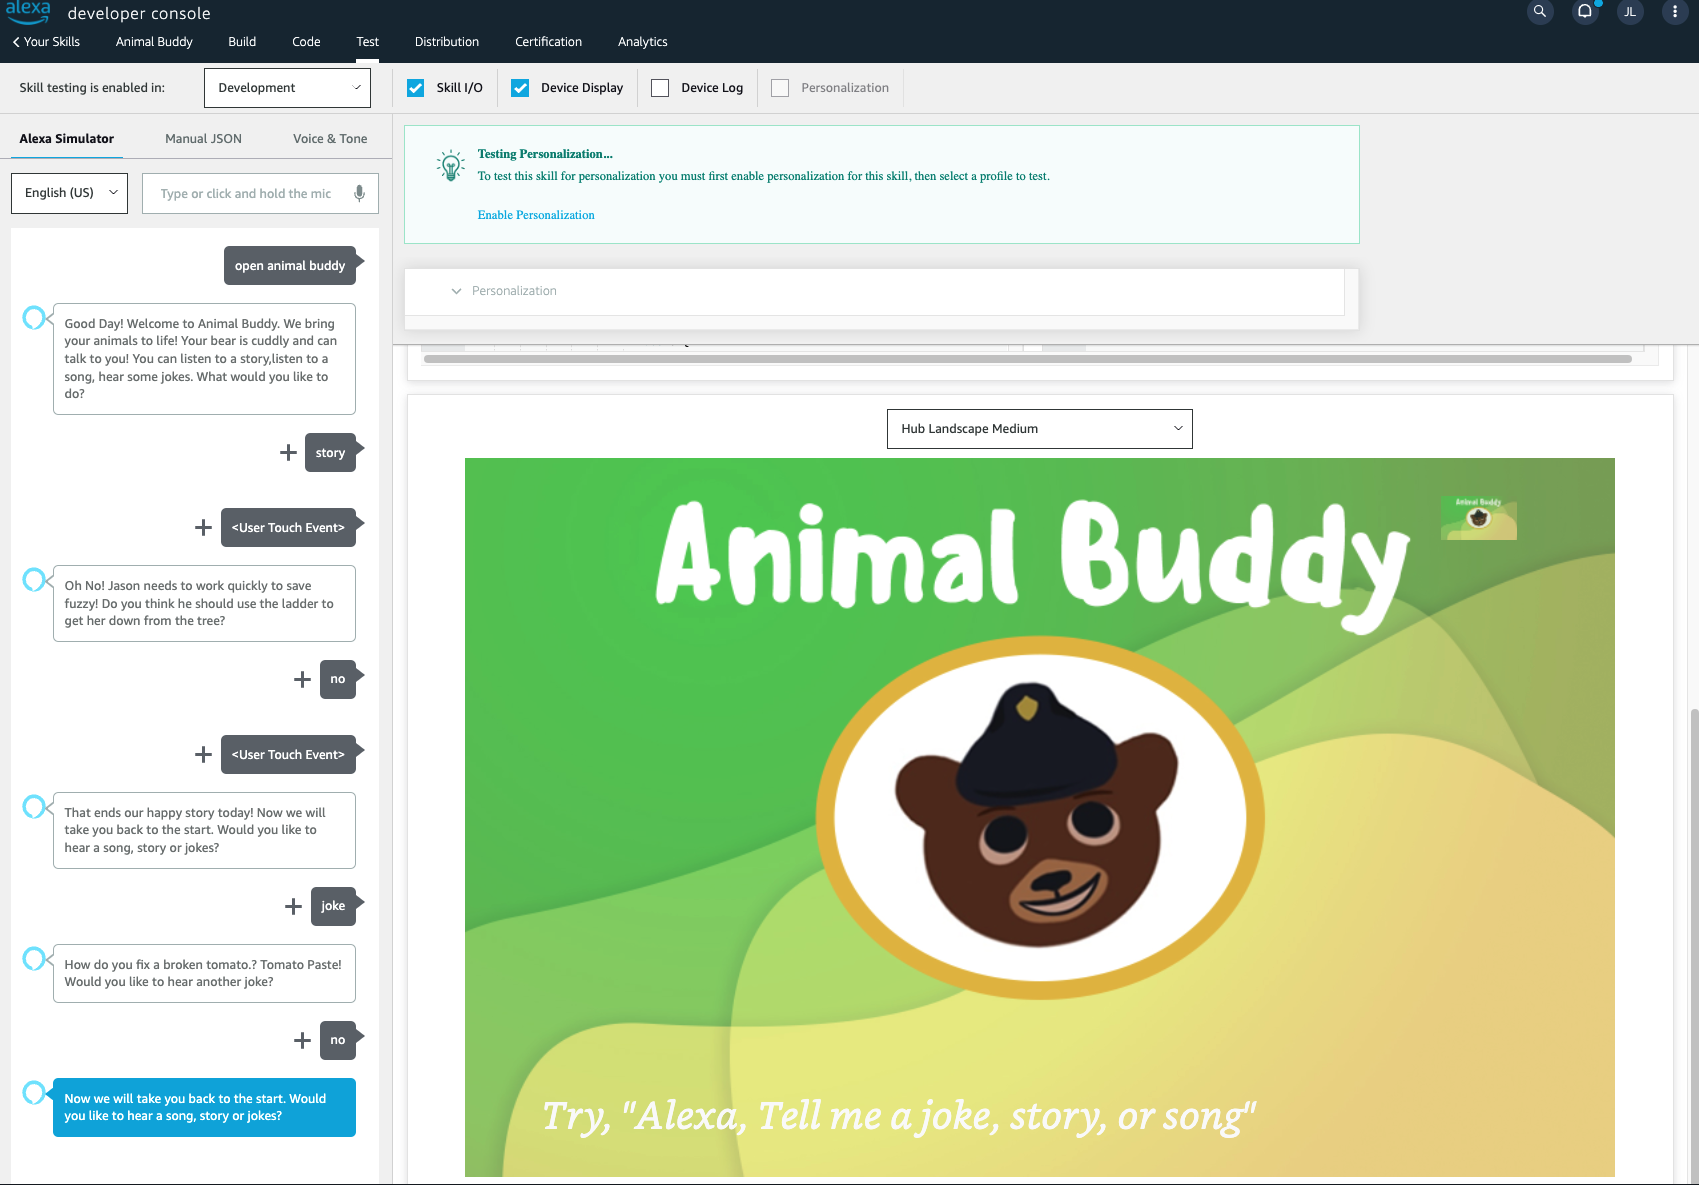 alexa
developer console
JL
Your Skills
Animal Buddy
Build
Code
Test
Distribution
Certification
Analytics
Skill testing is enabled in:
Development
Skill I/O
Device Display
Device Log
Personalization
Alexa Simulator
Manual JSON
Voice & Tone
English (US)
Type or click and hold the mic
Testing Personalization...
To test this skill for personalization you must first enable personalization for this skill, then select a profile to test.
Enable Personalization
Personalization
open animal buddy
Good Day! Welcome to Animal Buddy. We bring
your animals to life! Your bear is cuddly and can
talk to you! You can listen to a story,listen to a
song, hear some jokes. What would you like to
do?
story
<User Touch Event>
Oh No! Jason needs to work quickly to save
fuzzy! Do you think he should use the ladder to
get her down from the tree?
no
<User Touch Event>
That ends our happy story today! Now we will
take you back to the start. Would you like to
hear a song, story or jokes?
joke
How do you fix a broken tomato.? Tomato Paste!
Would you like to hear another joke?
no
Now we will take you back to the start. Would
you like to hear a song, story or jokes?
Hub Landscape Medium
Animal Buddy
Animal Buddy
Try, "Alexa, Tell me a joke, story, or song"